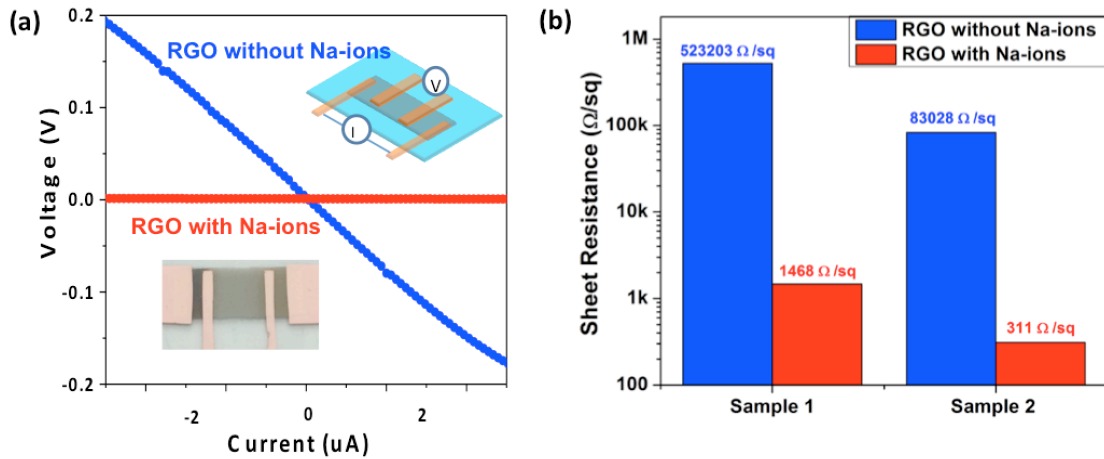 (a)
0.2
0.1
0.0
-0.1
-0.2
Voltage (V)
RGO without Na-ions
V
I
RGO with Na-ions
-2
0
2
Current (uA)
(b)
1M
100k
10k
1k
100
Sheet Resistance (Ω/sq)
RGO without Na-ions
RGO with Na-ions
523203 Ω/sq
83028 Ω/sq
1468 Ω/sq
311 Ω/sq
Sample 1
Sample 2